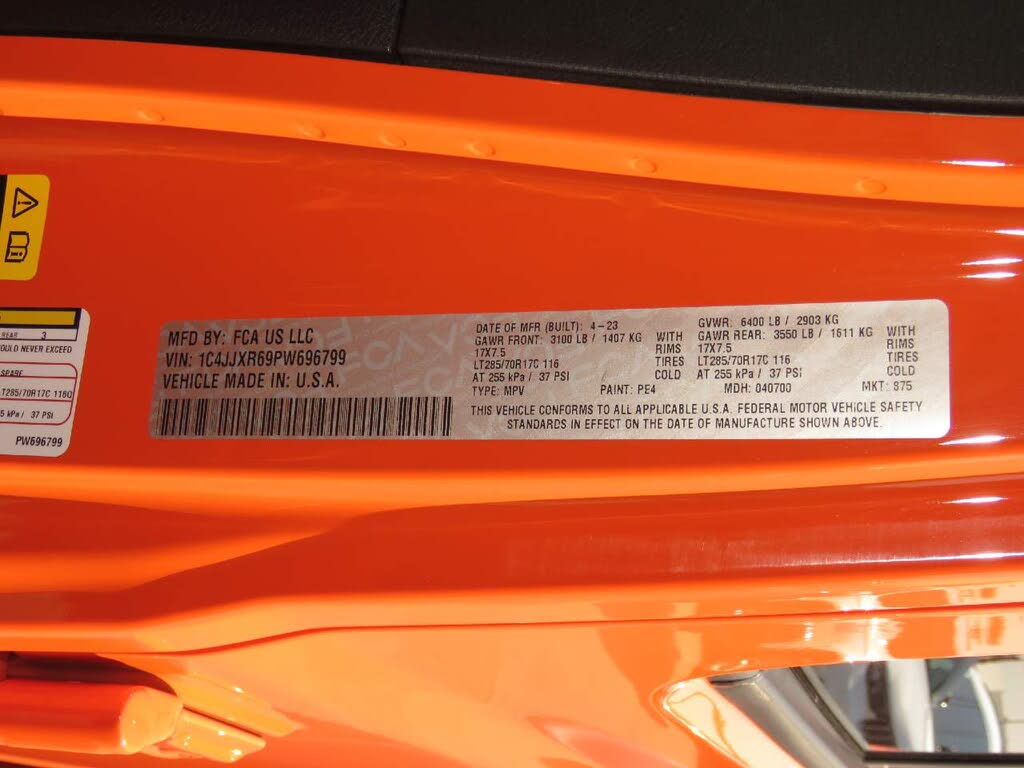 REAR 3
OULD NEVER EXCEED
SPARE
LT285/70R17C 116Q
5 kPa / 37 PSI
PW696799
MFD BY: FCA US LLC
VIN: 1C4JJXR69PW696799
VEHICLE MADE IN: U.S.A.
DATE OF MFR (BUILT): 4-23 GVWR: 6400 LB / 2903 KG
GAWR FRONT: 3100 LB / 1407 KG WITH GAWR REAR: 3550 LB / 1611 KG WITH
17X7.5 RIMS 17X7.5 RIMS
LT285/70R17C 116 TIRES LT285/70R17C 116 TIRES
AT 255 kPa / 37 PSI COLD AT 255 kPa / 37 PSI COLD
TYPE: MPV PAINT: PE4 MDH: 040700 MKT: 875
THIS VEHICLE CONFORMS TO ALL APPLICABLE U.S.A. FEDERAL MOTOR VEHICLE SAFETY
STANDARDS IN EFFECT ON THE DATE OF MANUFACTURE SHOWN ABOVE.